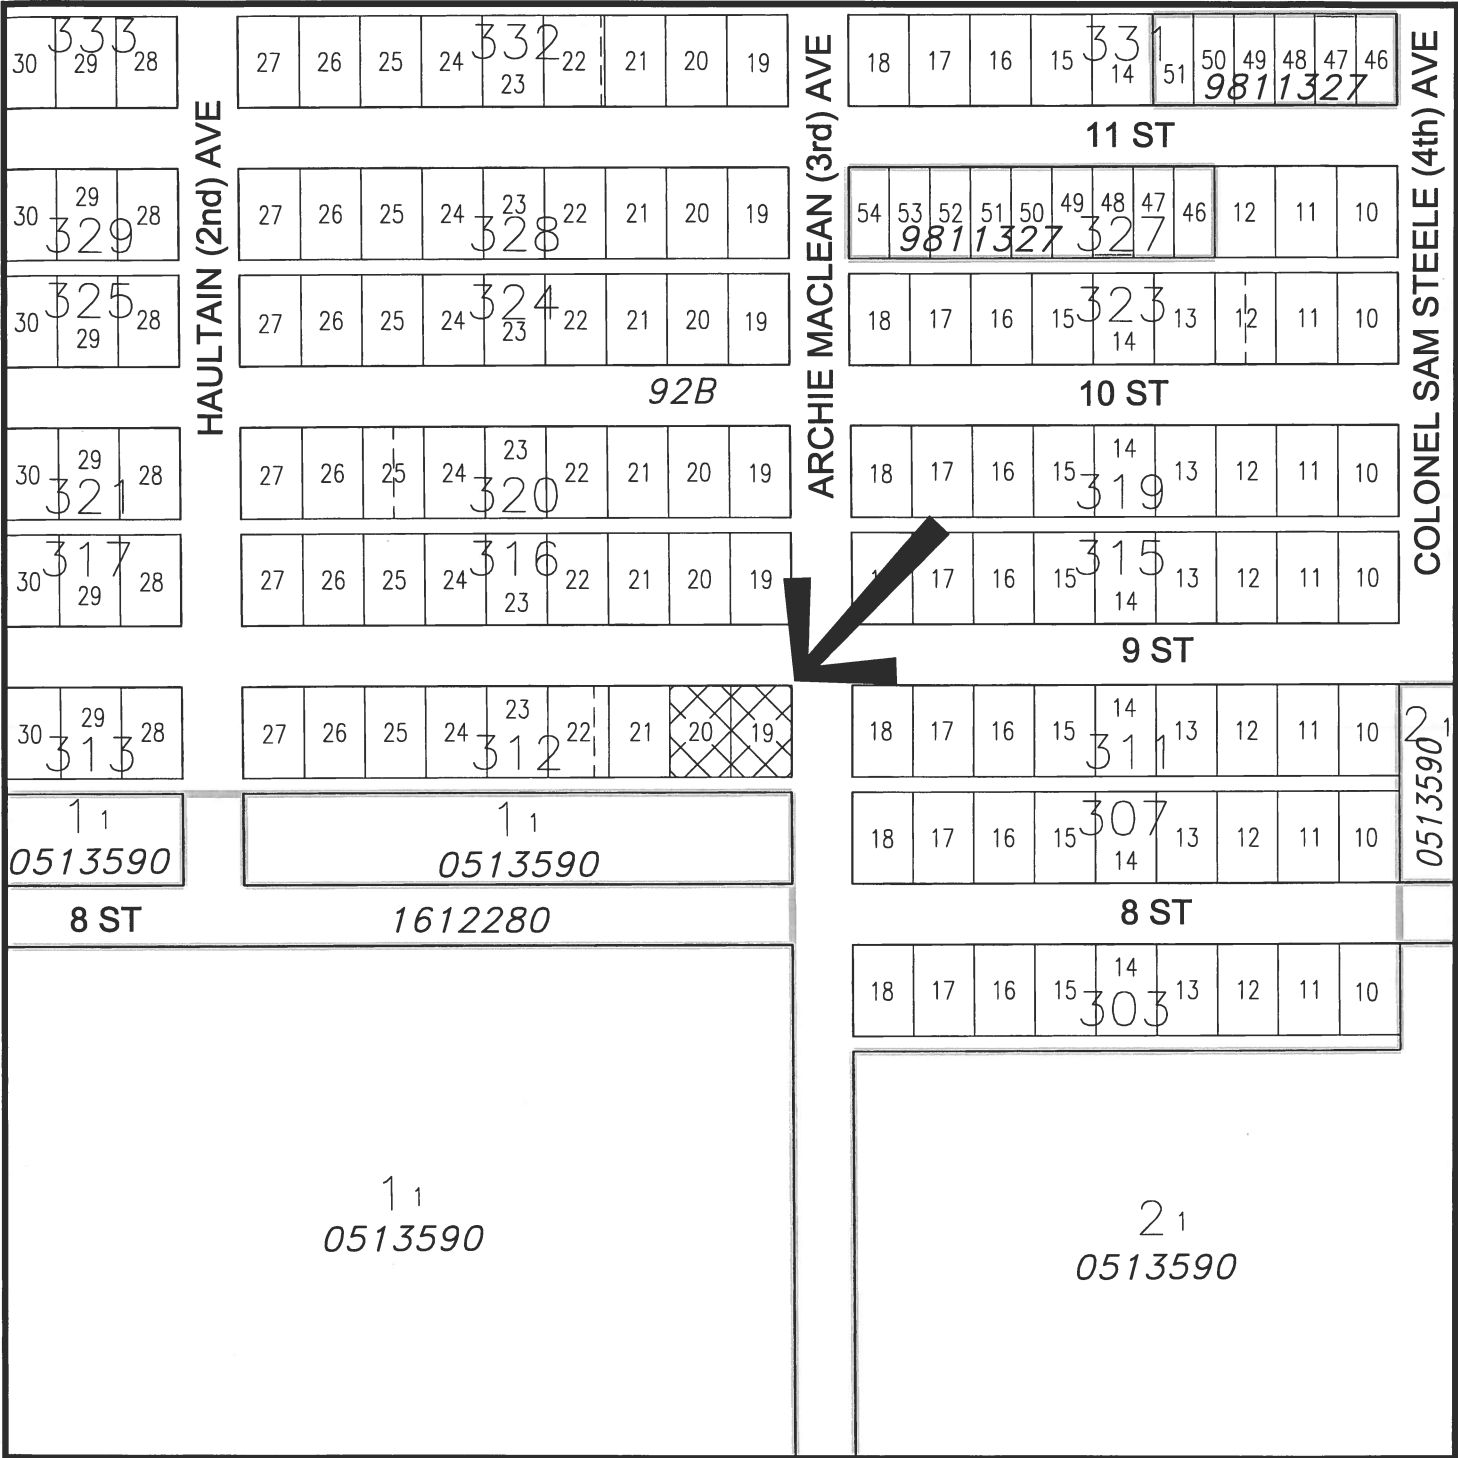 333
30 29 28
332
27 26 25 24 23 22 21 20 19
331
18 17 16 15 14
51 50 49 48 47 46
9811327
HAULTAIN (2nd) AVE
ARCHIE MACLEAN (3rd) AVE
COLONEL SAM STEELE (4th) AVE
11 ST
30 29 28
329
27 26 25 24 23 22 21 20 19
328
54 53 52 51 50 49 48 47 46 12 11 10
9811327 327
325
30 29 28
324
27 26 25 24 23 22 21 20 19
323
18 17 16 15 14 13 12 11 10
92B
10 ST
30 29 28
321
27 26 25 24 23 22 21 20 19
320
18 17 16 15 14 13 12 11 10
319
317
30 29 28
316
27 26 25 24 23 22 21 20 19
315
17 16 15 14 13 12 11 10
9 ST
30 29 28
313
27 26 25 24 23 22 21 20 19
312
18 17 16 15 14 13 12 11 10
311
2 1
0513590
1 1
0513590
1 1
0513590
307
18 17 16 15 14 13 12 11 10
8 ST
1612280
8 ST
18 17 16 15 14 13 12 11 10
303
1 1
0513590
2 1
0513590